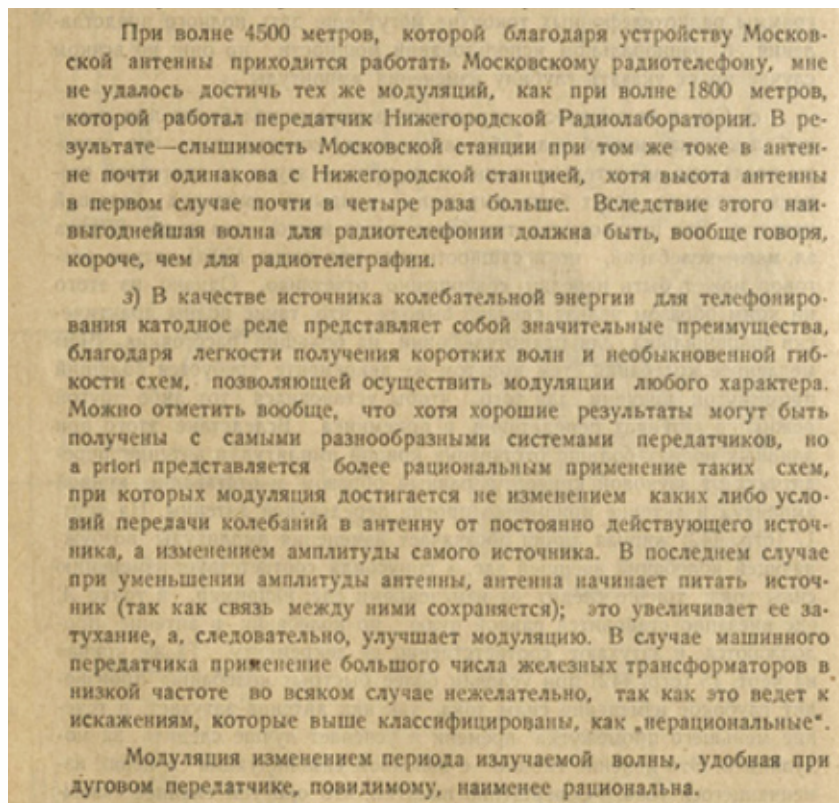 При волне 4500 метров, которой благодаря устройству Москов-
ской антенны приходится работать Московскому радиотелефону, мне
не удалось достичь тех же модуляций, как при волне 1800 метров,
которой работал передатчик Нижегородской Радиолаборатории. В ре-
зультате—слышимость Московской станции при том же токе в антен-
не почти одинакова с Нижегородской станцией, хотя высота антенны
в первом случае почти в четыре раза больше. Вследствие этого наи-
выгоднейшая волна для радиотелефонии должна быть, вообще говоря,
короче, чем для радиотелеграфии.
з) В качестве источника колебательной энергии для телефониро-
вания катодное реле представляет собой значительные преимущества,
благодаря легкости получения коротких волн и необыкновенной гиб-
кости схем, позволяющей осуществить модуляции любого характера.
Можно отметить вообще, что хотя хорошие результаты могут быть
получены с самыми разнообразными системами передатчиков, но
a priori представляется более рациональным применение таких схем,
при которых модуляция достигается не изменением каких либо усло-
вий передачи колебаний в антенну от постоянно действующего источ-
ника, а изменением амплитуды самого источника. В последнем случае
при уменьшении амплитуды антенны, антенна начинает питать источ-
ник (так как связь между ними сохраняется); это увеличивает ее за-
тухание, а, следовательно, улучшает модуляцию. В случае машинного
передатчика применение большого числа железных трансформаторов в
низкой частоте во всяком случае нежелательно, так как это ведет к
искажениям, которые выше классифицированы, как „нерациональные“.
Модуляция изменением периода излучаемой волны, удобная при
дуговом передатчике, повидимому, наименее рациональна.